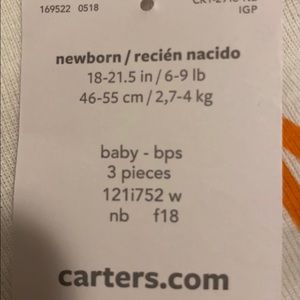 169522 0518
IGP
newborn / recién nacido
18-21.5 in / 6-9 lb
46-55 cm / 2,7-4 kg
baby - bps
3 pieces
121i752 w
nb f18
carters.com